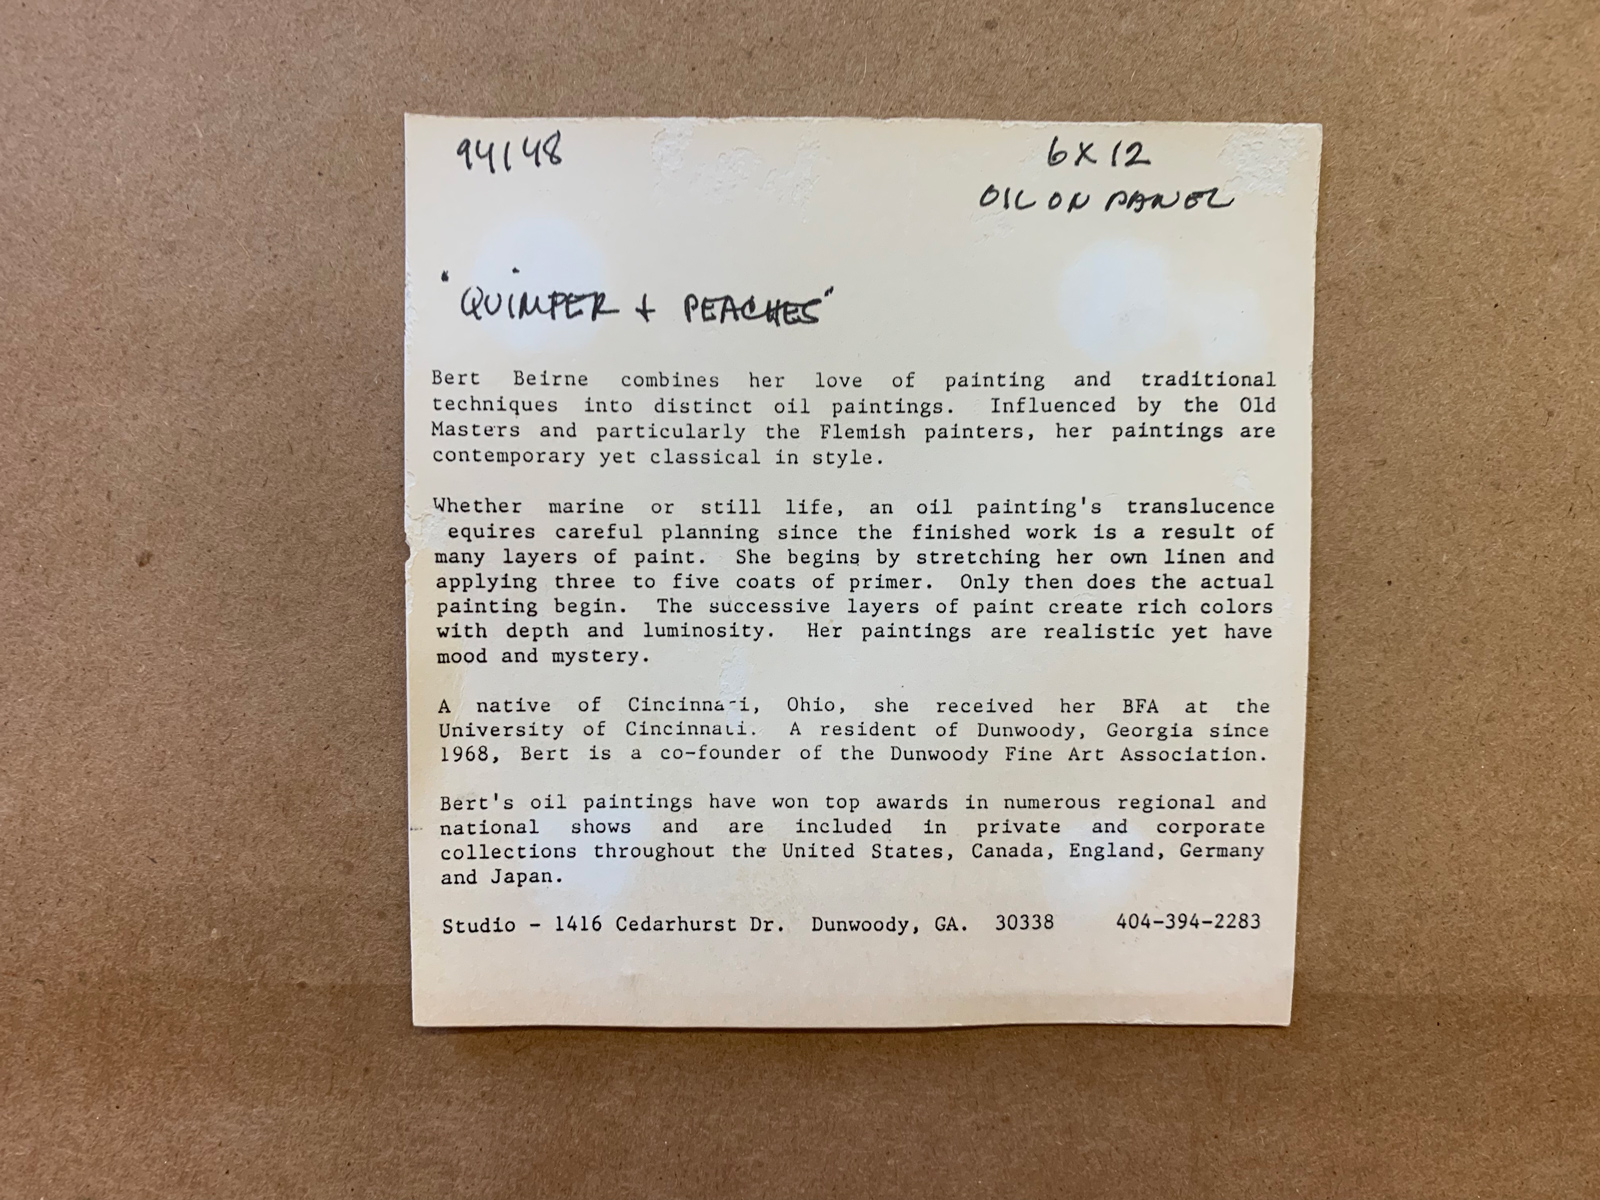 94148
6X12
OIL ON PANEL
"QUIMPER + PEACHES"
Bert Beirne combines her love of painting and traditional
techniques into distinct oil paintings. Influenced by the Old
Masters and particularly the Flemish painters, her paintings are
contemporary yet classical in style.
Whether marine or still life, an oil painting's translucence
equires careful planning since the finished work is a result of
many layers of paint. She begins by stretching her own linen and
applying three to five coats of primer. Only then does the actual
painting begin. The successive layers of paint create rich colors
with depth and luminosity. Her paintings are realistic yet have
mood and mystery.
A native of Cincinnati, Ohio, she received her BFA at the
University of Cincinnati. A resident of Dunwoody, Georgia since
1968, Bert is a co-founder of the Dunwoody Fine Art Association.
Bert's oil paintings have won top awards in numerous regional and
national shows and are included in private and corporate
collections throughout the United States, Canada, England, Germany
and Japan.
Studio - 1416 Cedarhurst Dr. Dunwoody, GA. 30338 404-394-2283